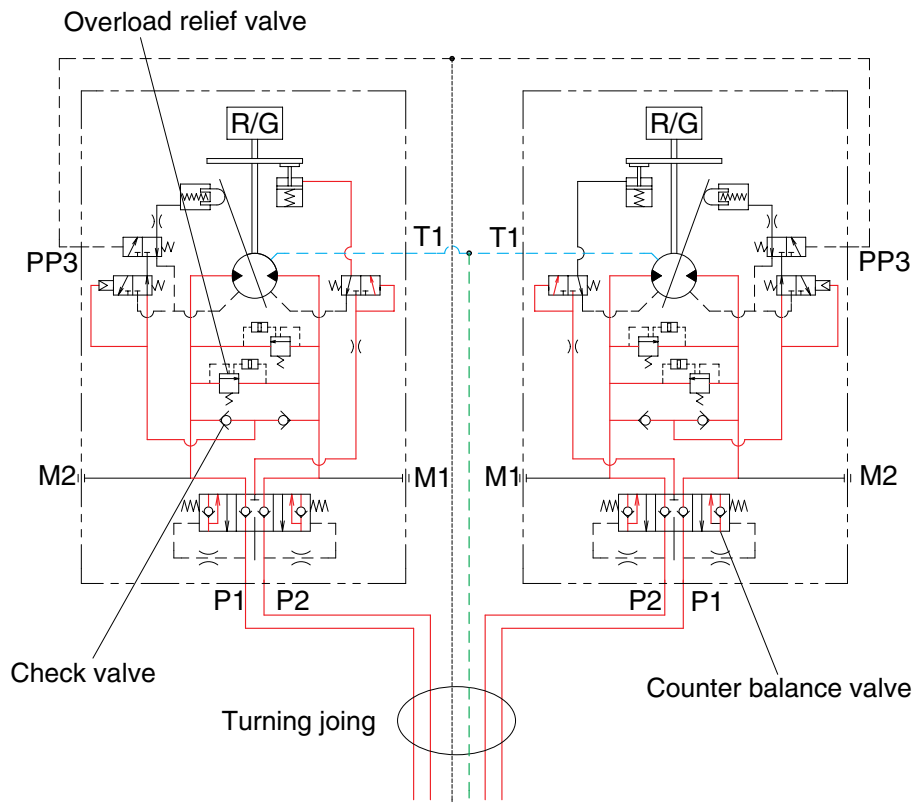 Overload relief valve
R/G
R/G
T1
T1
PP3
PP3
M2
M1
M1
M2
P1
P2
P2
P1
Check valve
Counter balance valve
Turning joing